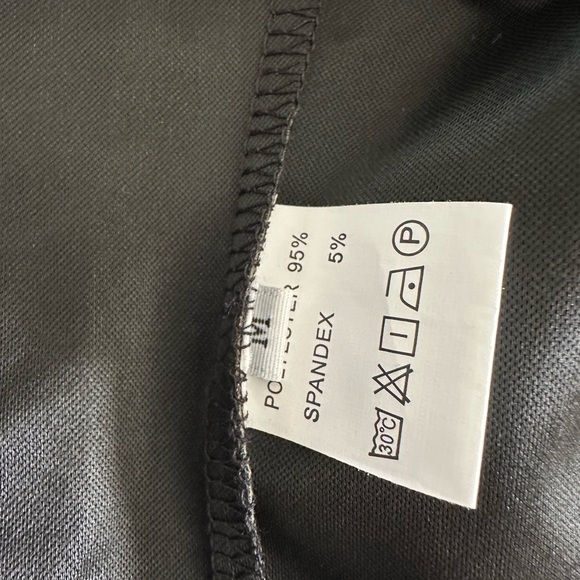 M
POLYESTER 95%
SPANDEX 5%
30°C
P